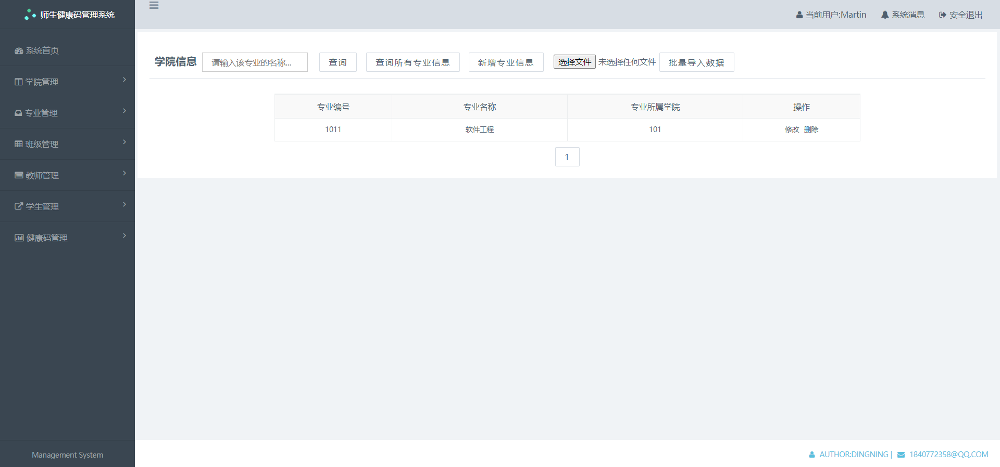 师生健康码管理系统
当前用户:Martin 系统消息 安全退出
系统首页
学院管理
专业管理
班级管理
教师管理
学生管理
健康码管理
Management System
学院信息 请输入该专业的名称... 查询 查询所有专业信息 新增专业信息 选择文件 未选择任何文件 批量导入数据
专业编号 专业名称 专业所属学院 操作
1011 软件工程 101 修改 删除
1
AUTHOR:DINGNING | 1840772358@QQ.COM